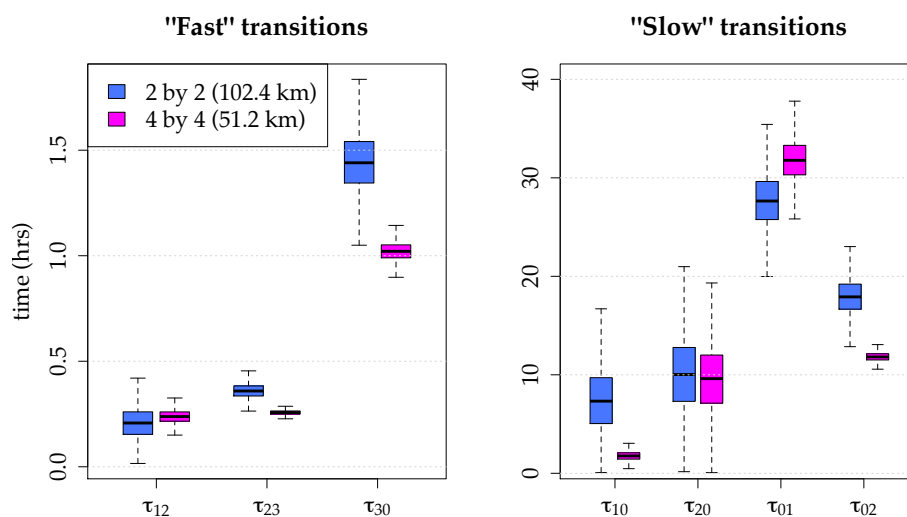 "Fast" transitions
2 by 2 (102.4 km)
4 by 4 (51.2 km)
time (hrs)
1.5
1.0
0.5
0.0
τ12
τ23
τ30
"Slow" transitions
40
30
20
10
0
τ10
τ20
τ01
τ02